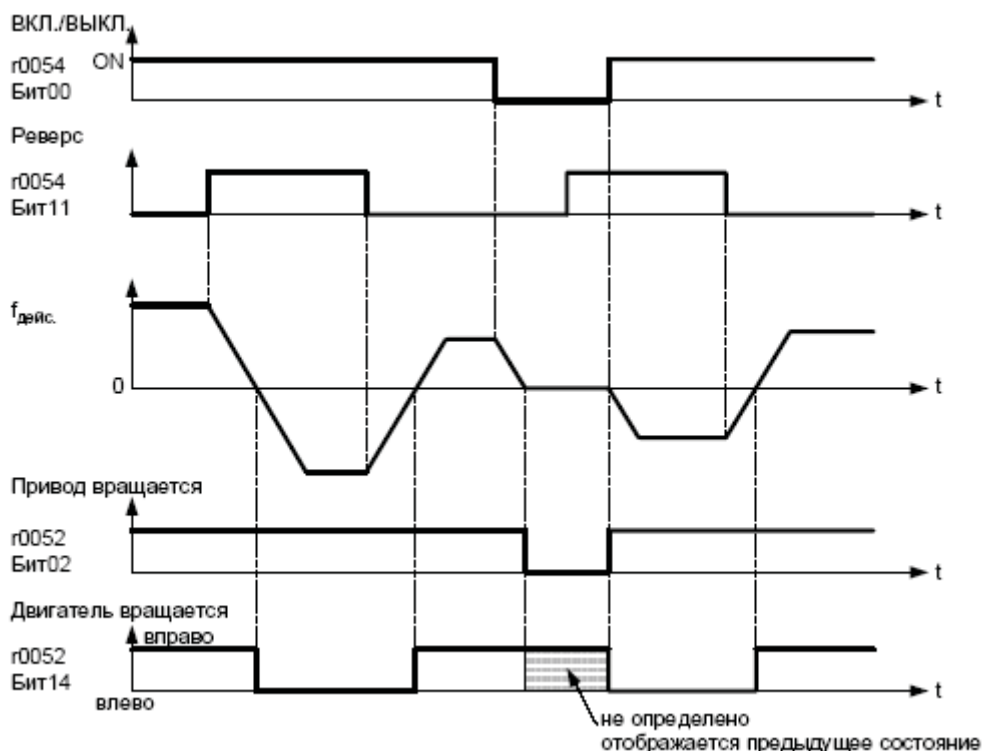 ВКЛ./ВЫКЛ.
r0054
Бит00
ON
t
Реверс
r0054
Бит11
t
fдейс.
0
t
Привод вращается
r0052
Бит02
t
Двигатель вращается
вправо
r0052
Бит14
t
влево
не определено
отображается предыдущее состояние